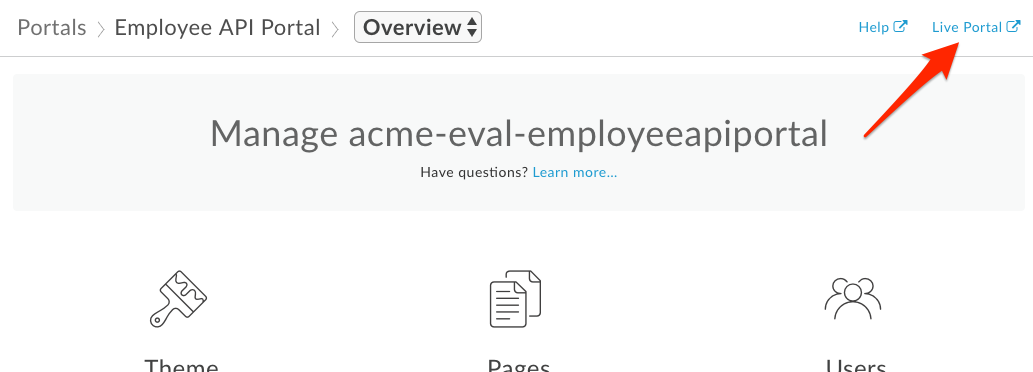 Portals > Employee API Portal > Overview Help Live Portal
Manage acme-eval-employeeapiportal
Have questions? Learn more...
Theme Pages Users